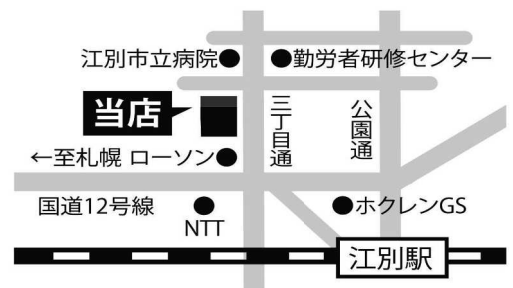 江別市立病院●
●勤労者研修センター
当店
三丁目通
公園通
←至札幌 ローソン●
国道12号線
NTT
●ホクレンGS
江別駅